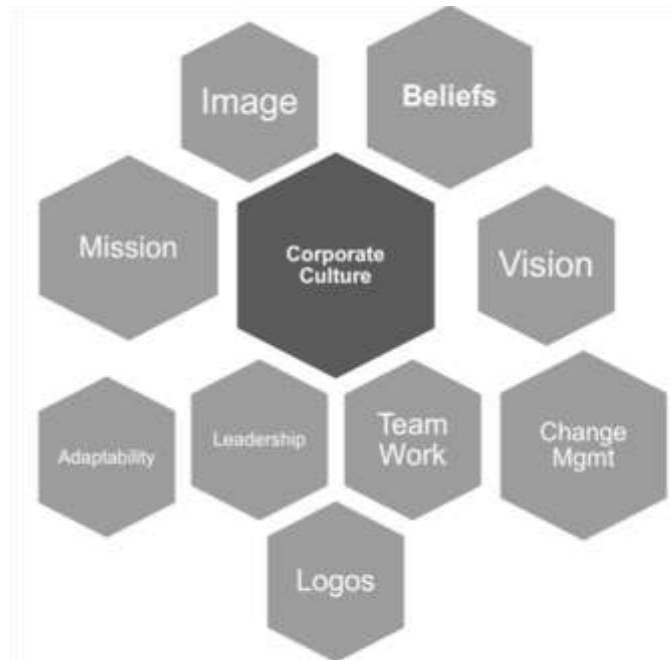 Image
Beliefs
Mission
Corporate
Culture
Vision
Adaptability
Leadership
Team
Work
Change
Mgmt
Logos